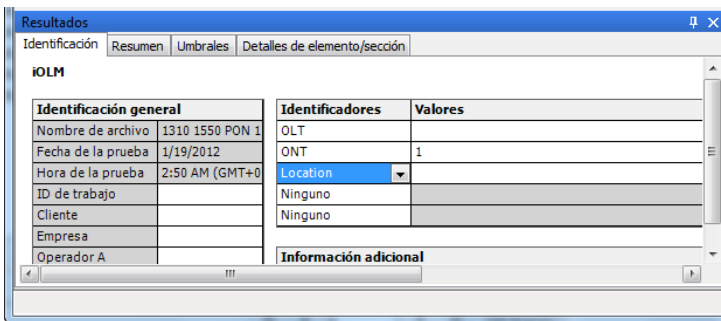 Resultados
Identificación Resumen Umbrales Detalles de elemento/sección
iOLM
Identificación general
Nombre de archivo 1310 1550 PON 1
Fecha de la prueba 1/19/2012
Hora de la prueba 2:50 AM (GMT+0
ID de trabajo
Cliente
Empresa
Operador A
Identificadores Valores
OLT
ONT 1
Location
Ninguno
Ninguno
Información adicional